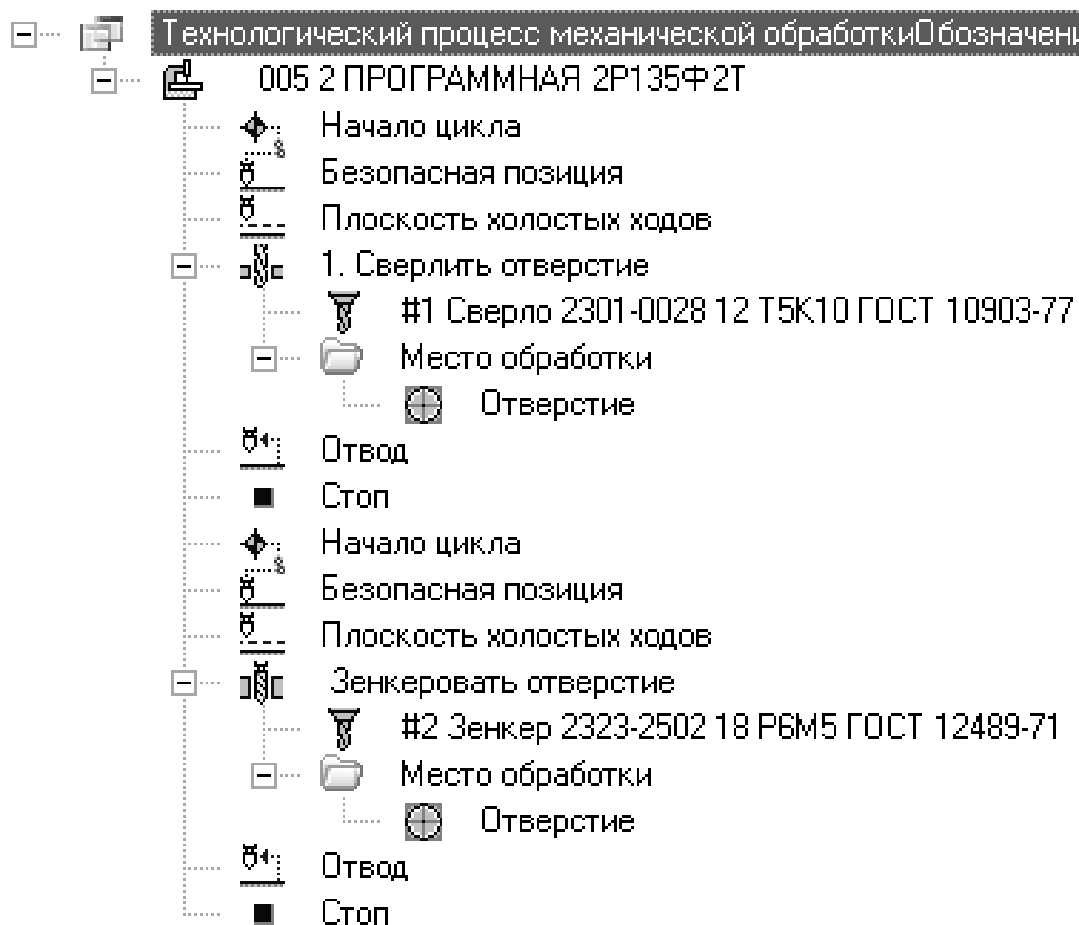 Технологический процесс механической обработкиОбозначени
005 2 ПРОГРАММНАЯ 2Р135Ф2Т
Начало цикла
Безопасная позиция
Плоскость холостых ходов
1. Сверлить отверстие
#1 Сверло 2301-0028 12 Т5К10 ГОСТ 10903-77
Место обработки
Отверстие
Отвод
Стоп
Начало цикла
Безопасная позиция
Плоскость холостых ходов
Зенкеровать отверстие
#2 Зенкер 2323-2502 18 Р6М5 ГОСТ 12489-71
Место обработки
Отверстие
Отвод
Стоп